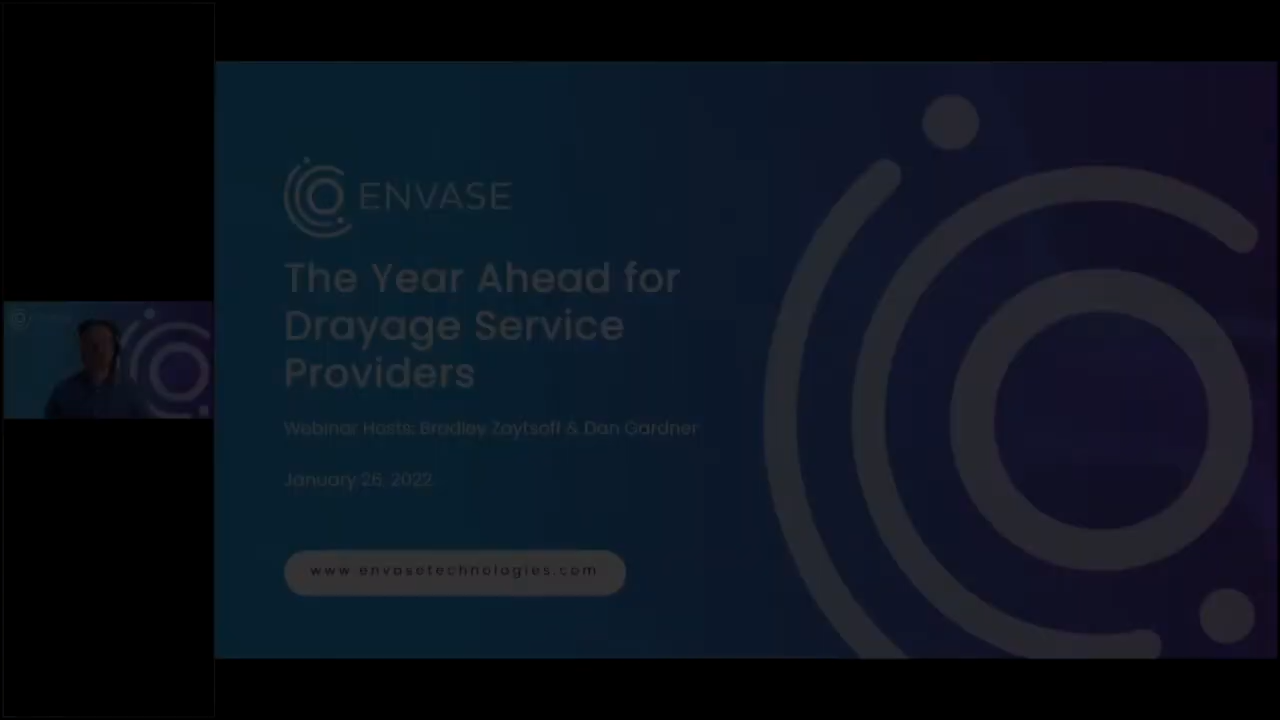 ENVASE
The Year Ahead for
Drayage Service
Providers
Webinar Hosts: Bradley Zaytsoff & Dan Gardner
January 26, 2022
www.envasetechnologies.com